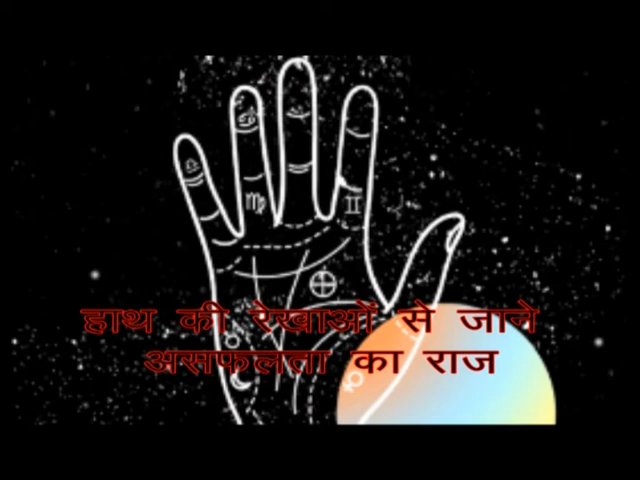 हाथ की रेखाओं से जाने
असफलता का राज